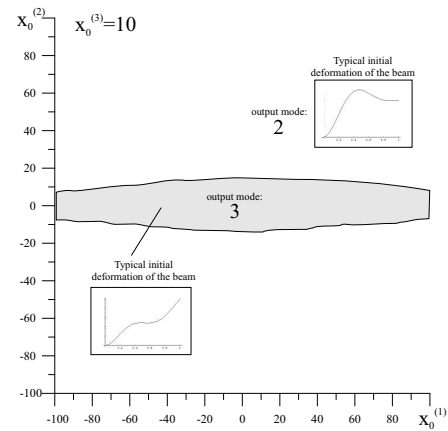 x₀⁽²⁾
x₀⁽³⁾=10
80
60
40
20
0
-20
-40
-60
-80
-100
Typical initial
deformation of the beam
output mode:
2
output mode:
3
Typical initial
deformation of the beam
-100 -80 -60 -40 -20 0 20 40 60 80
x₀⁽¹⁾